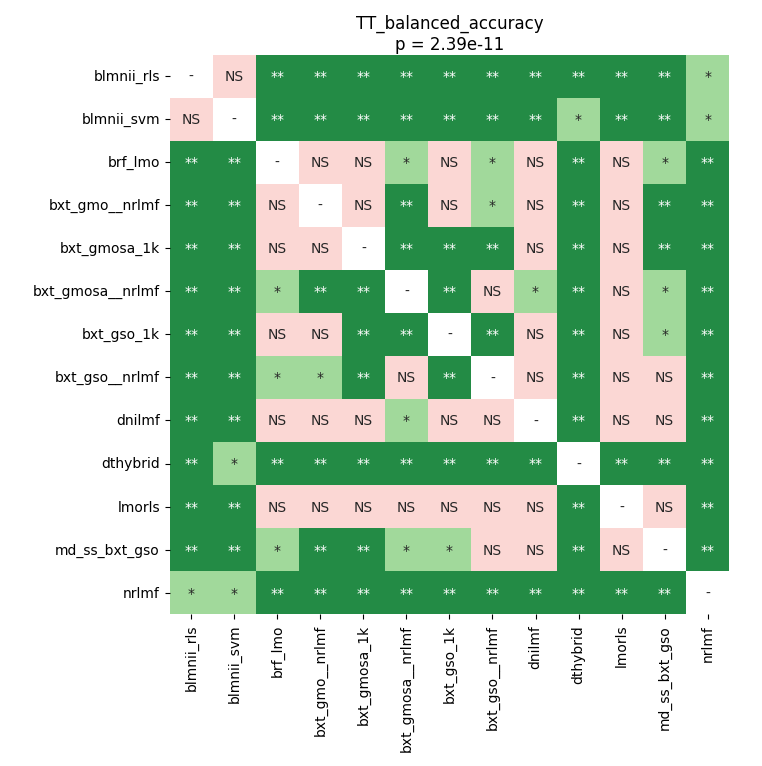 TT_balanced_accuracy
p = 2.39e-11
blmnii_rls - NS ** ** ** ** ** ** ** ** ** ** *
blmnii_svm NS - ** ** ** ** ** ** ** * ** ** *
brf_lmo ** ** - NS NS * NS * NS ** NS * **
bxt_gmo__nrlmf ** ** NS - NS ** NS * NS ** NS ** **
bxt_gmosa_1k ** ** NS NS - ** ** ** NS ** NS ** **
bxt_gmosa__nrlmf ** ** * ** ** - ** NS * ** NS * **
bxt_gso_1k ** ** NS NS ** ** - ** NS ** NS * **
bxt_gso__nrlmf ** ** * * ** NS ** - NS ** NS NS **
dnilmf ** ** NS NS NS * NS NS - ** NS NS **
dthybrid ** * ** ** ** ** ** ** ** - ** ** **
lmorls ** ** NS NS NS NS NS NS NS ** - NS **
md_ss_bxt_gso ** ** * ** ** * * NS NS ** NS - **
nrlmf * * ** ** ** ** ** ** ** ** ** ** -
blmnii_rls
blmnii_svm
brf_lmo
bxt_gmo__nrlmf
bxt_gmosa_1k
bxt_gmosa__nrlmf
bxt_gso_1k
bxt_gso__nrlmf
dnilmf
dthybrid
lmorls
md_ss_bxt_gso
nrlmf